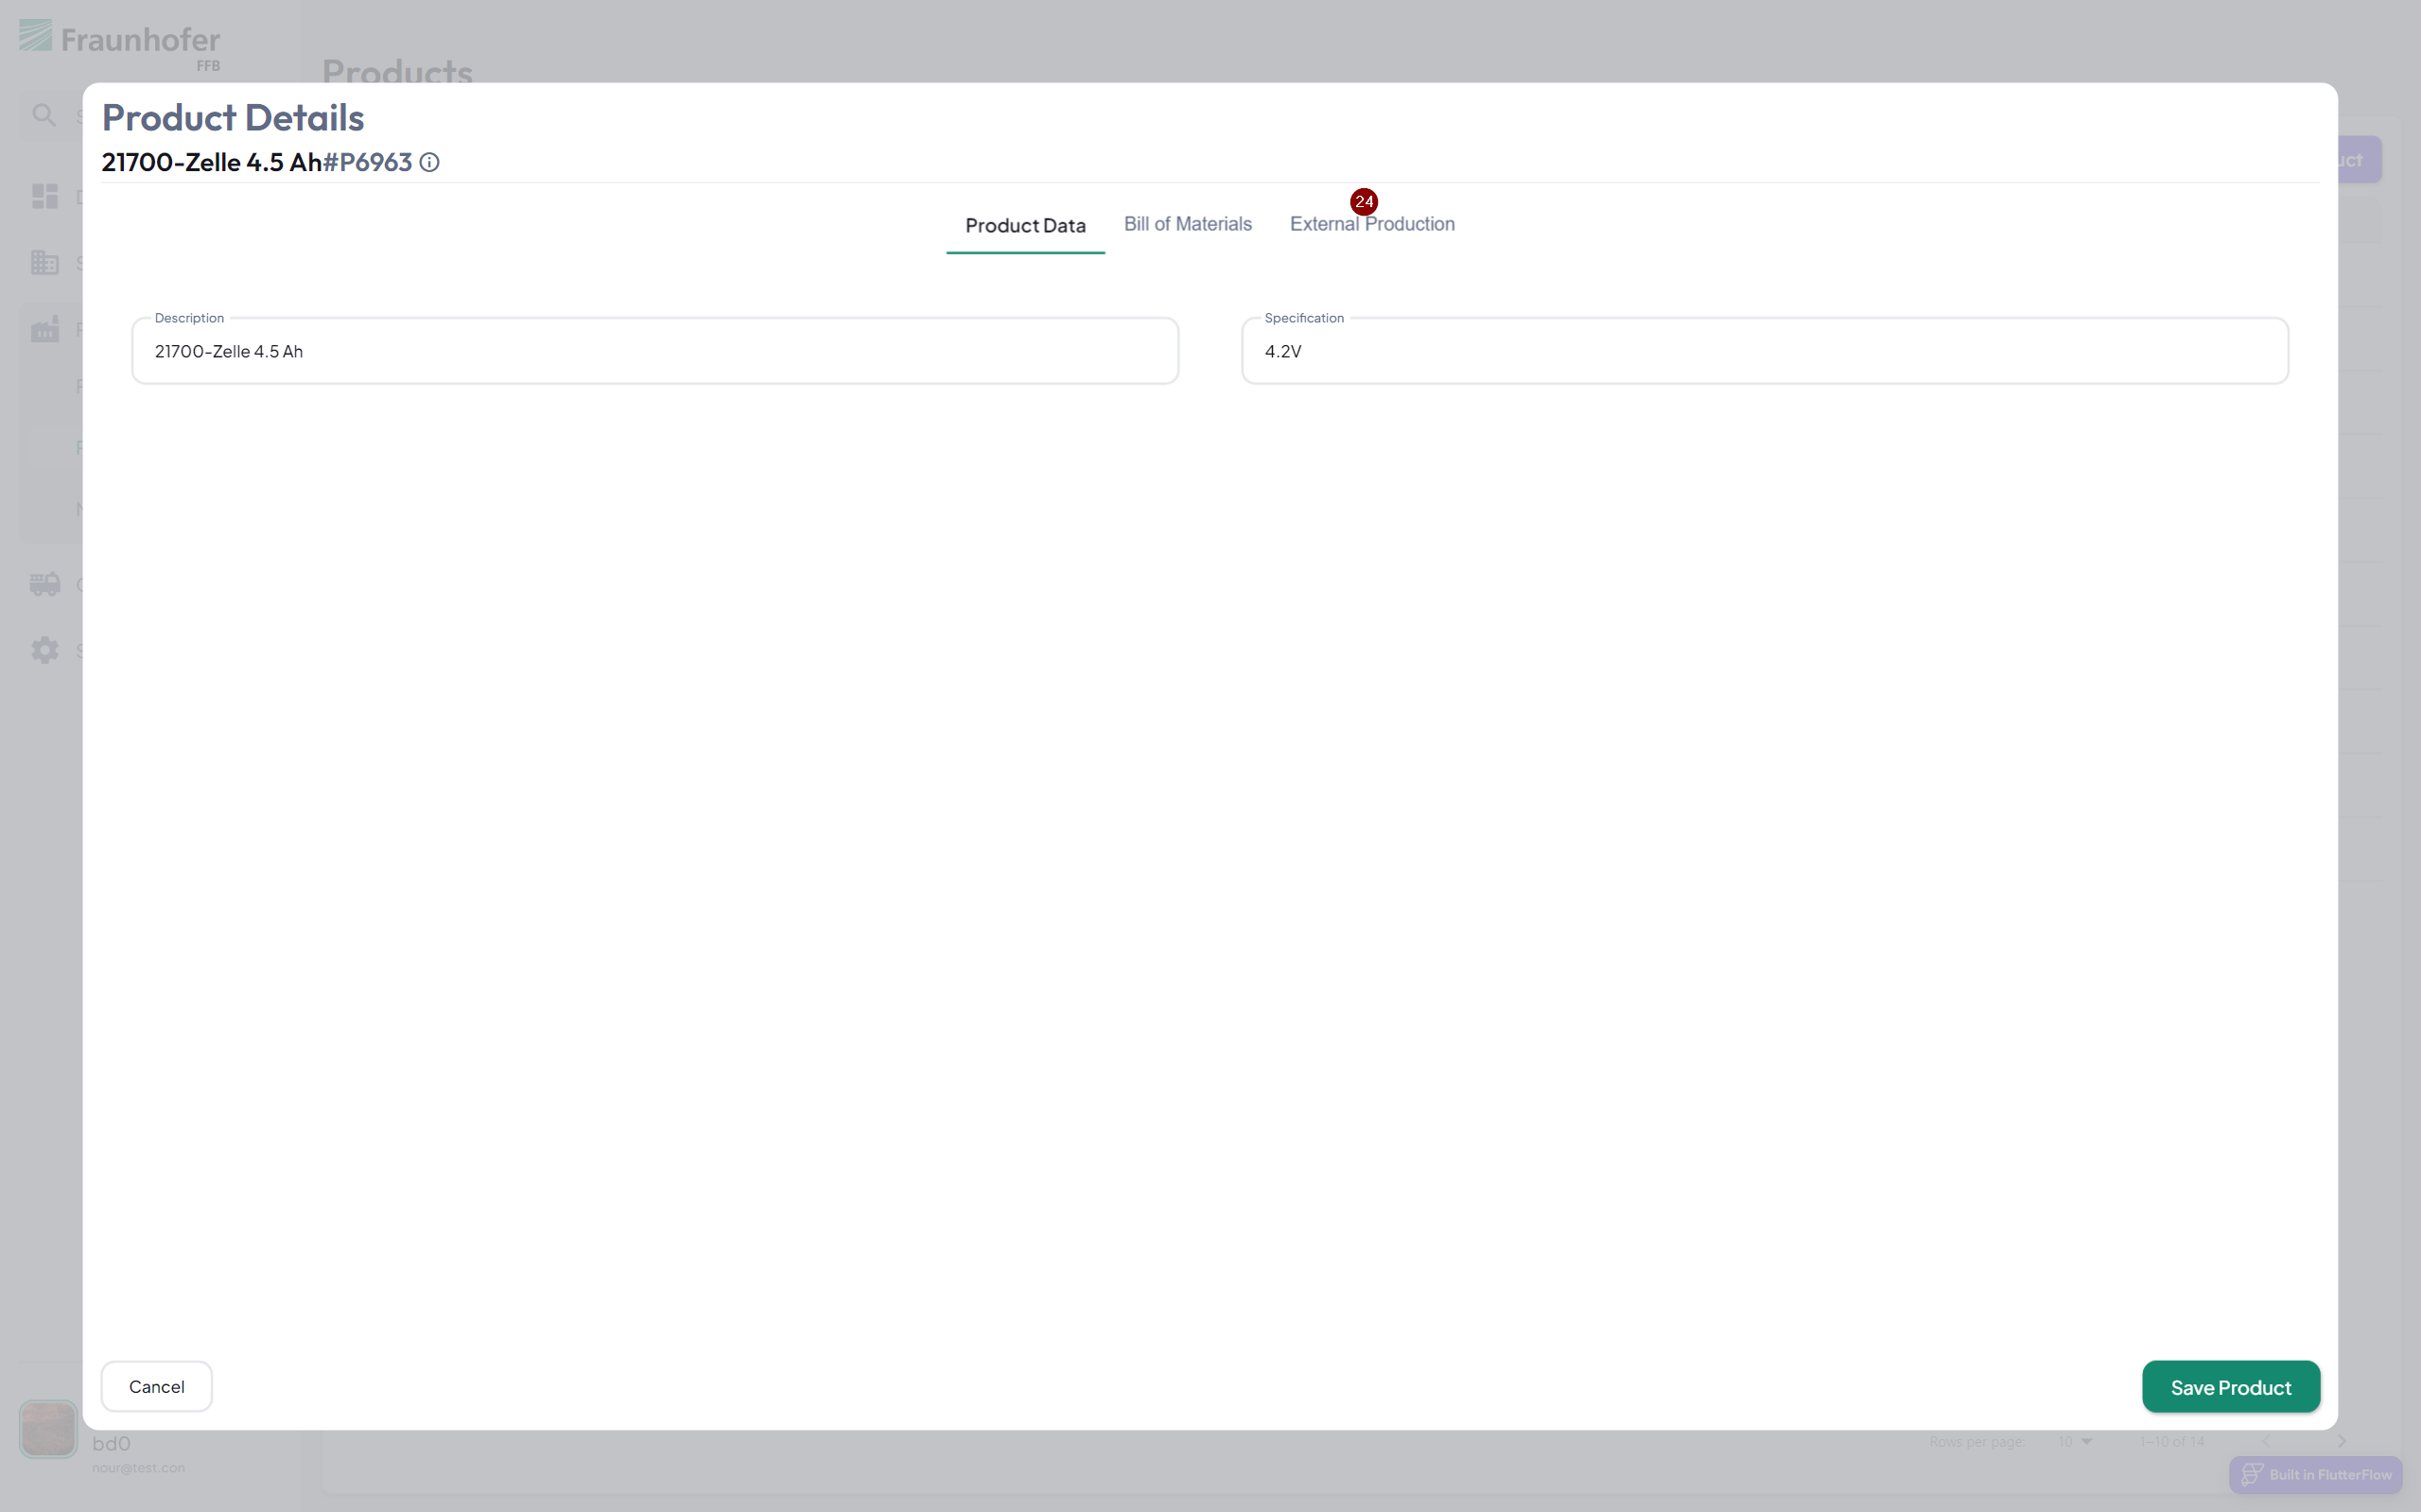 Fraunhofer
FFB
Products
Product Details
21700-Zelle 4.5 Ah#P6963
24
Product Data
Bill of Materials
External Production
Description
21700-Zelle 4.5 Ah
Specification
4.2V
Cancel
Save Product
bd0
nour@test.con
Rows per page:
10
1–10 of 14
Built in FlutterFlow